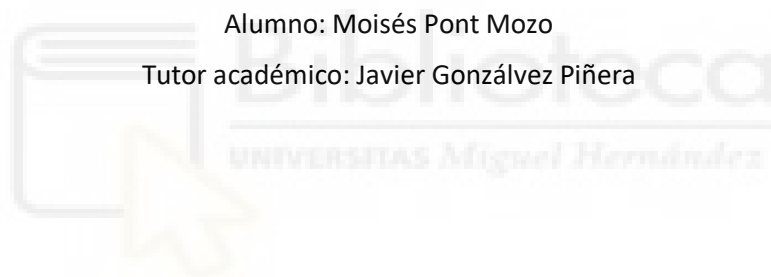 Alumno: Moisés Pont Mozo
Tutor académico: Javier Gonzálvez Piñera
Biblioteca
UNIVERSITAS Miguel Hernández